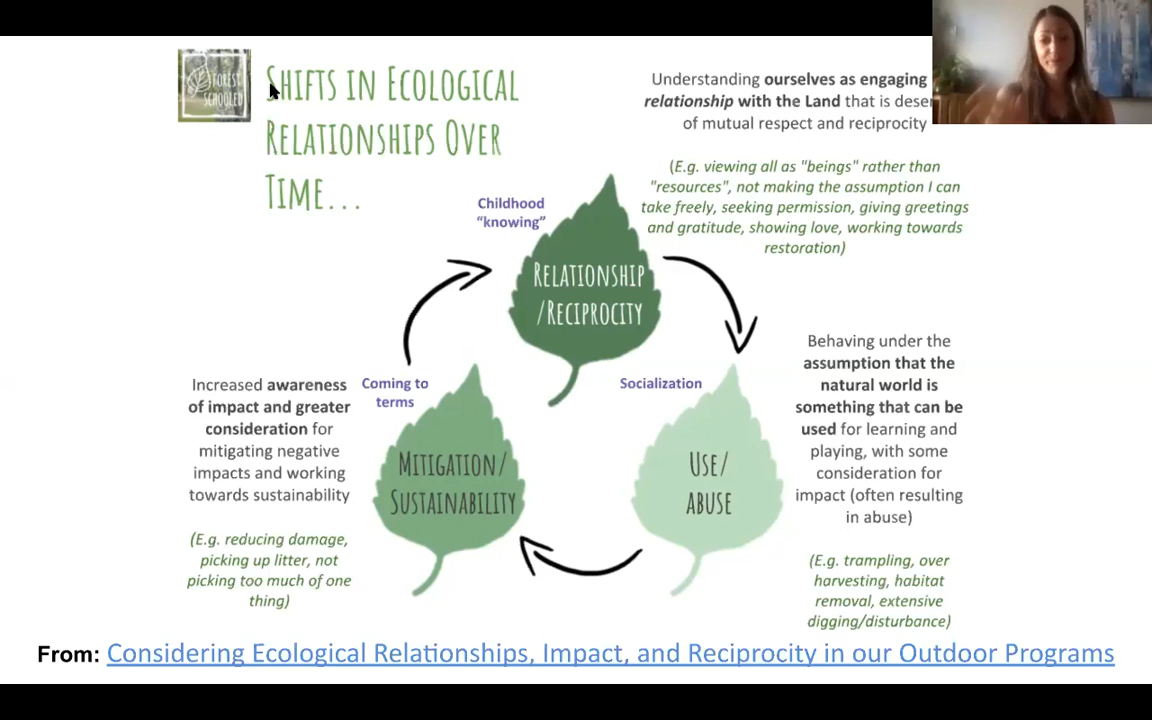 FOREST
SCHOOLED
SHIFTS IN ECOLOGICAL
RELATIONSHIPS OVER
TIME...
Understanding ourselves as engaging
relationship with the Land that is
of mutual respect and reciprocity
(E.g. viewing all as "beings" rather than
"resources", not making the assumption I can
take freely, seeking permission, giving greetings
and gratitude, showing love, working towards
restoration)
Childhood
“knowing”
RELATIONSHIP
/RECIPROCITY
Socialization
USE/
ABUSE
Behaving under the
assumption that the
natural world is
something that can be
used for learning and
playing, with some
consideration for
impact (often resulting
in abuse)
(E.g. trampling, over
harvesting, habitat
removal, extensive
digging/disturbance)
Coming to
terms
MITIGATION/
SUSTAINABILITY
Increased awareness
of impact and greater
consideration for
mitigating negative
impacts and working
towards sustainability
(E.g. reducing damage,
picking up litter, not
picking too much of one
thing)
From: Considering Ecological Relationships, Impact, and Reciprocity in our Outdoor Programs